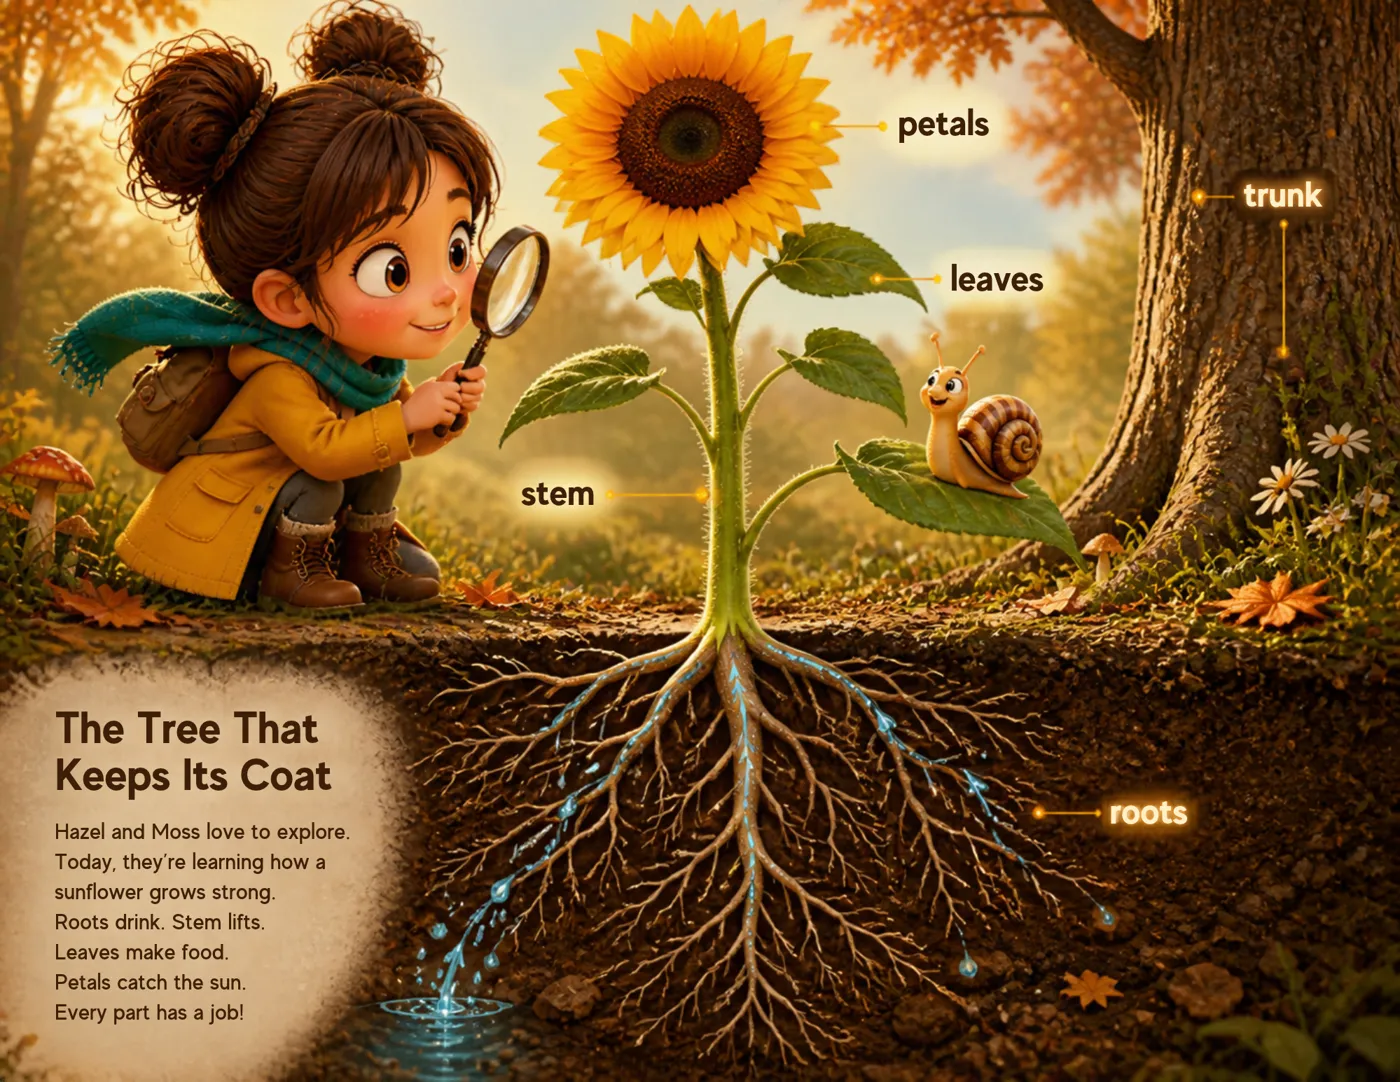 petals
trunk
leaves
stem
The Tree That
Keeps Its Coat
roots
Hazel and Moss love to explore.
Today, they're learning how a
sunflower grows strong.
Roots drink. Stem lifts.
Leaves make food.
Petals catch the sun.
Every part has a job!